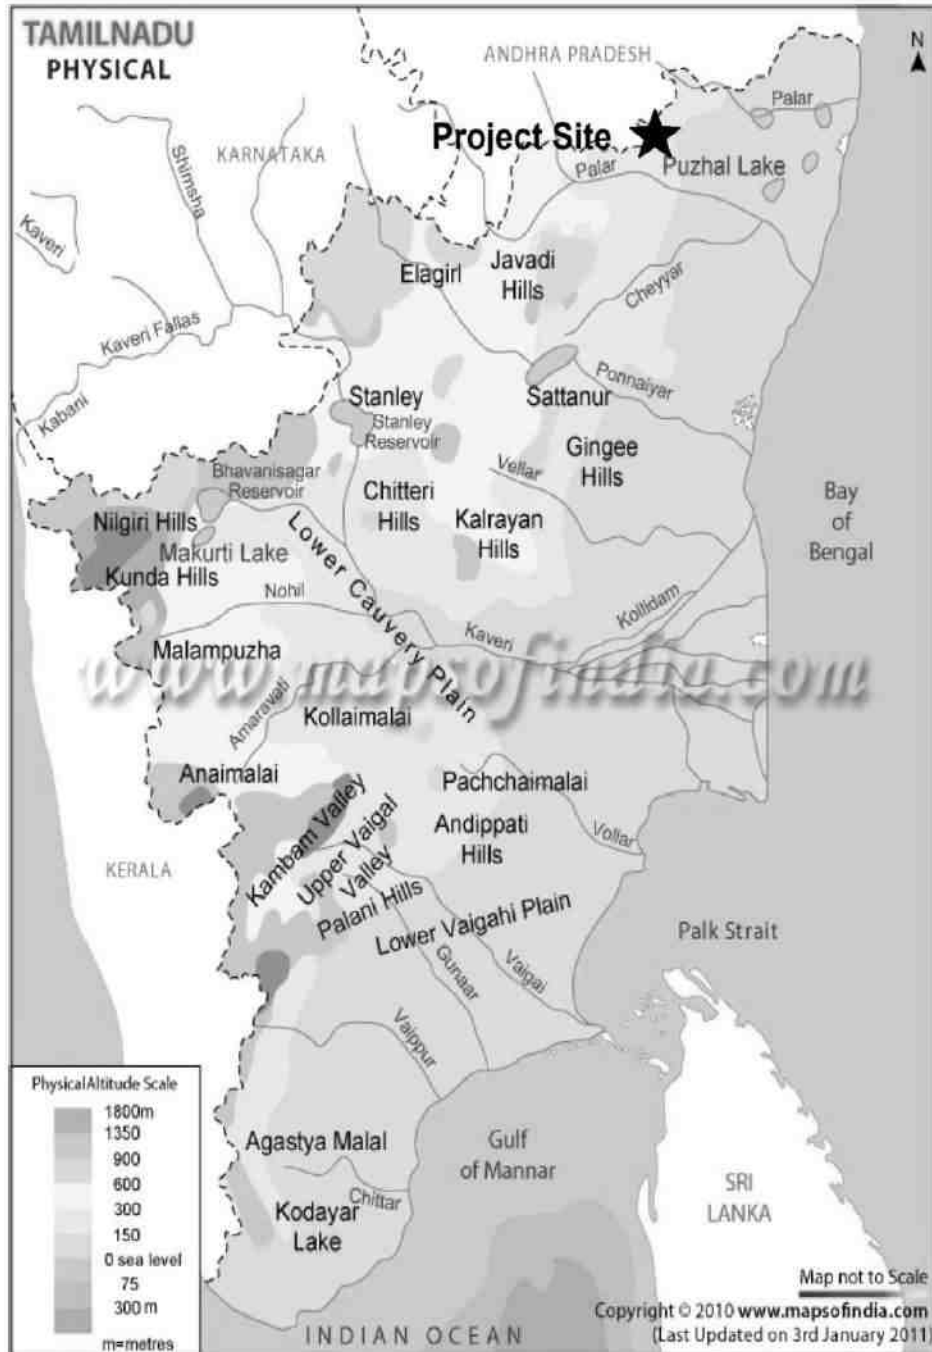 TAMILNADU
PHYSICAL
N
ANDHRA PRADESH
Palar
Project Site
Puzhal Lake
KARNATAKA
Shimsha
Palar
Kaveri
Elagirl
Javadi
Hills
Cheyyar
Kaveri Fallas
Ponnaiyar
Kabani
Stanley
Stanley
Reservoir
Sattanur
Gingee
Hills
Bhavanisagar
Reservoir
Vellar
Chitteri
Hills
Kalrayan
Hills
Bay
of
Bengal
Nilgiri Hills
Makurti Lake
Kunda Hills
Lower Cauvery Plain
Nohil
Kollidam
Kaveri
Malampuzha
www.mapsofindia.com
Amaravati
Kollaimalai
Anaimalai
Pachchaimalai
Kambam Valley
Upper Vaigai
Valley
Andippati
Hills
Vollar
KERALA
Palani Hills
Lower Vaigahi Plain
Palk Strait
Gunaar
Vaigai
Vaippur
Physical Altitude Scale
1800m
1350
900
600
300
150
0 sea level
75
300 m
m=metres
Agastya Malal
Chittar
Kodayar
Lake
Gulf
of Mannar
SRI
LANKA
Map not to Scale
Copyright © 2010 www.mapsofindia.com
(Last Updated on 3rd January 2011)
INDIAN OCEAN